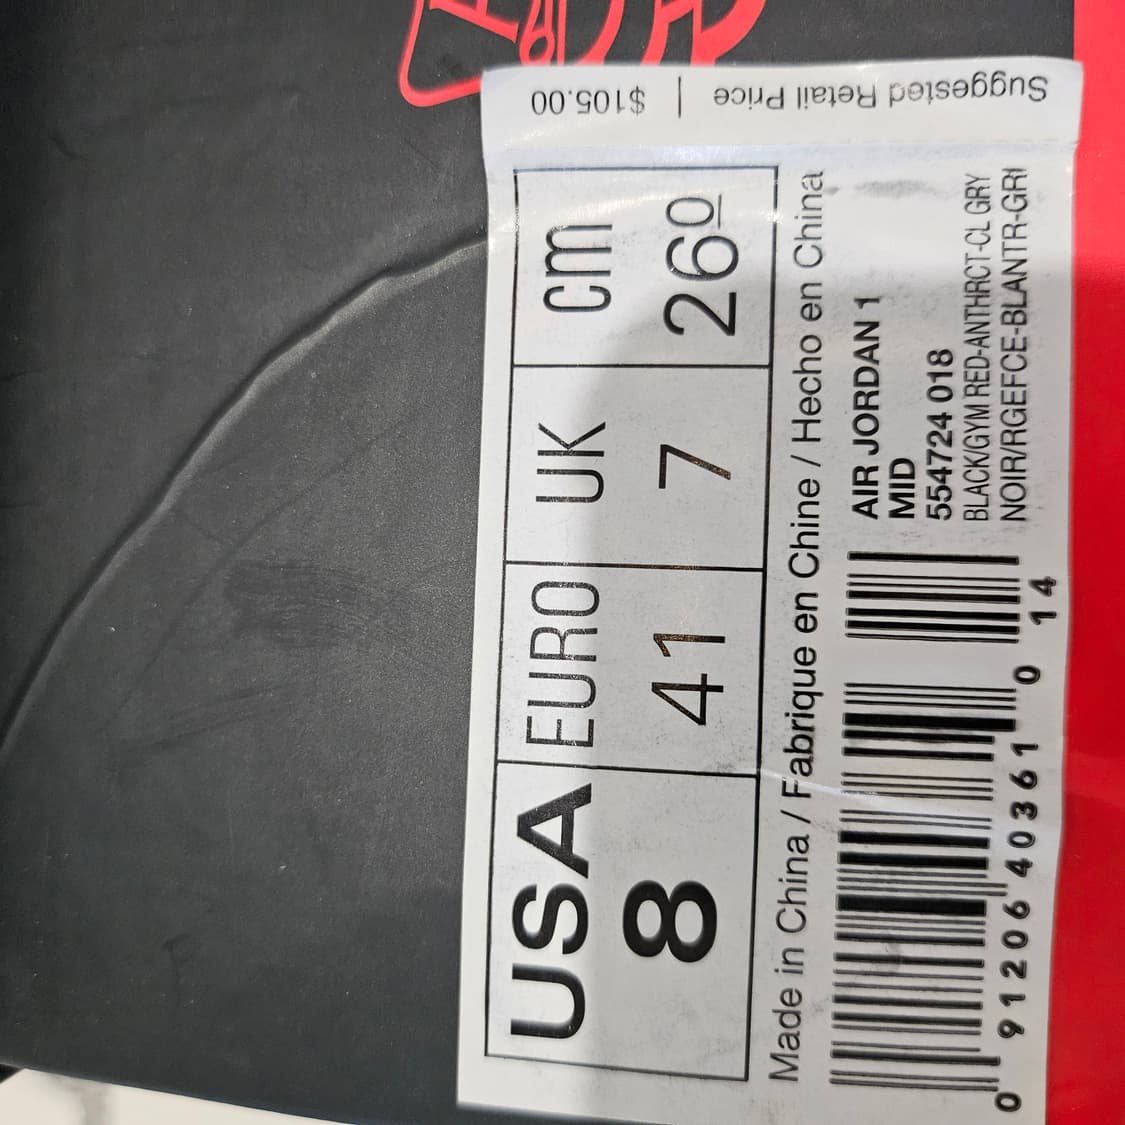 Suggested Retail Price | $105.00
USA EURO UK cm
8 41 7 260
Made in China / Fabrique en Chine / Hecho en China
AIR JORDAN 1
MID
554724 018
BLACK/GYM RED-ANTHRCT-CL GRY
NOIR/RGEFCE-BLANTR-GRI
0 91206 40361 0 14